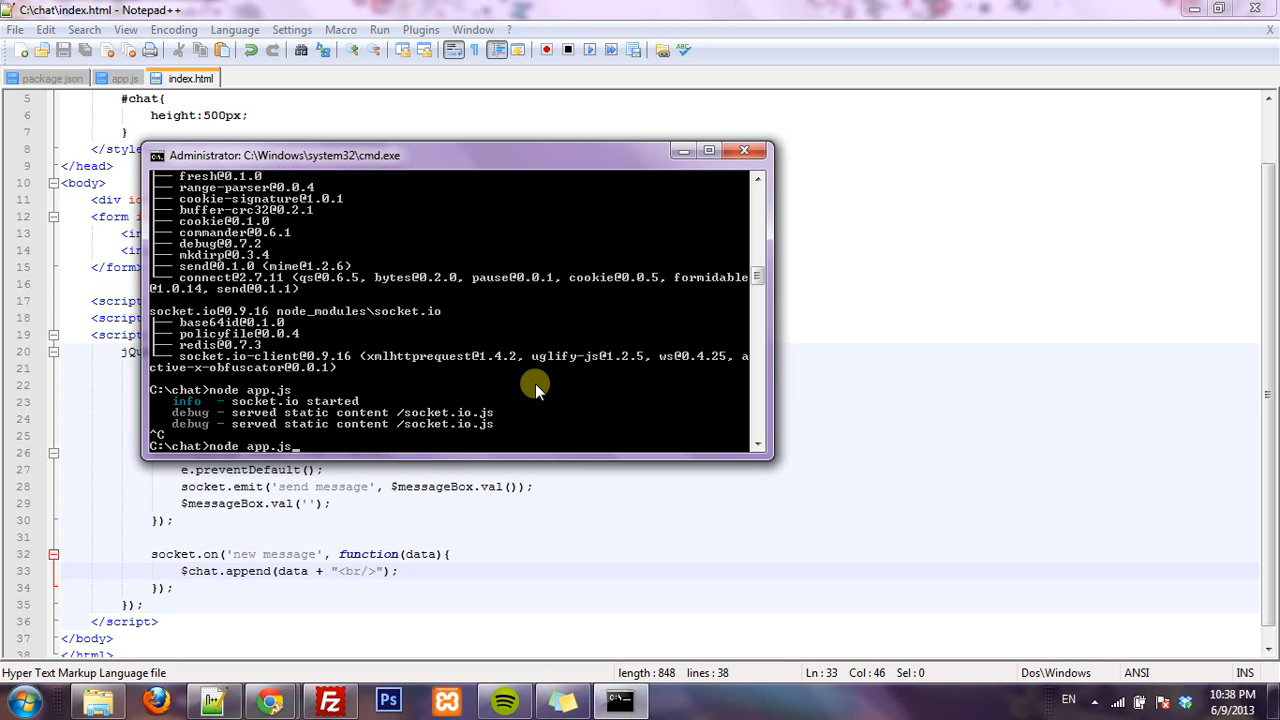 C:\chat\index.html - Notepad++
File Edit Search View Encoding Language Settings Macro Run Plugins Window ? X
package.json app.js index.html
5 #chat{
6 height:500px;
7 }
8 </style
9 </head>
10 <body>
11 <div id
12 <form i
13 <in
14 <in
15 </form>
16
17 <script
18 <script
19 <script
20 jQu
21
22
23
24
25
26
27 e.preventDefault();
28 socket.emit('send message', $messageBox.val());
29 $messageBox.val('');
30 });
31
32 socket.on('new message', function(data){
33 $chat.append(data + "<br/>");
34 });
35 });
36 </script>
37 </body>
38 </html>
Administrator: C:\Windows\system32\cmd.exe
├── fresh@0.1.0
├── range-parser@0.0.4
├── cookie-signature@1.0.1
├── buffer-crc32@0.2.1
├── cookie@0.1.0
├── commander@0.6.1
├── debug@0.7.2
├── mkdirp@0.3.4
├── send@0.1.0 (mime@1.2.6)
└── connect@2.7.11 (qs@0.6.5, bytes@0.2.0, pause@0.0.1, cookie@0.0.5, formidable
@1.0.14, send@0.1.1)
socket.io@0.9.16 node_modules\socket.io
├── base64id@0.1.0
├── policyfile@0.0.4
├── redis@0.7.3
└── socket.io-client@0.9.16 (xmlhttprequest@1.4.2, uglify-js@1.2.5, ws@0.4.25, a
ctive-x-obfuscator@0.0.1)
C:\chat>node app.js
info - socket.io started
debug - served static content /socket.io.js
debug - served static content /socket.io.js
^C
C:\chat>node app.js_
Hyper Text Markup Language file length : 848 lines : 38 Ln : 33 Col : 46 Sel : 0 Dos\Windows ANSI INS
EN 10:38 PM
6/9/2013